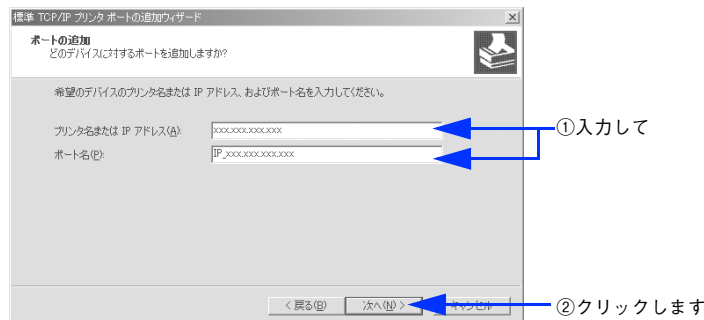 標準 TCP/IP プリンタ ポートの追加ウィザード
ポートの追加
どのデバイスに対するポートを追加しますか?
希望のデバイスのプリンタ名または IP アドレス、およびポート名を入力してください。
プリンタ名または IP アドレス(A): xxx.xxx.xxx.xxx
ポート名(P): IP_xxx.xxx.xxx.xxx
①入力して
< 戻る(B) 次へ(N) > キャンセル
②クリックします